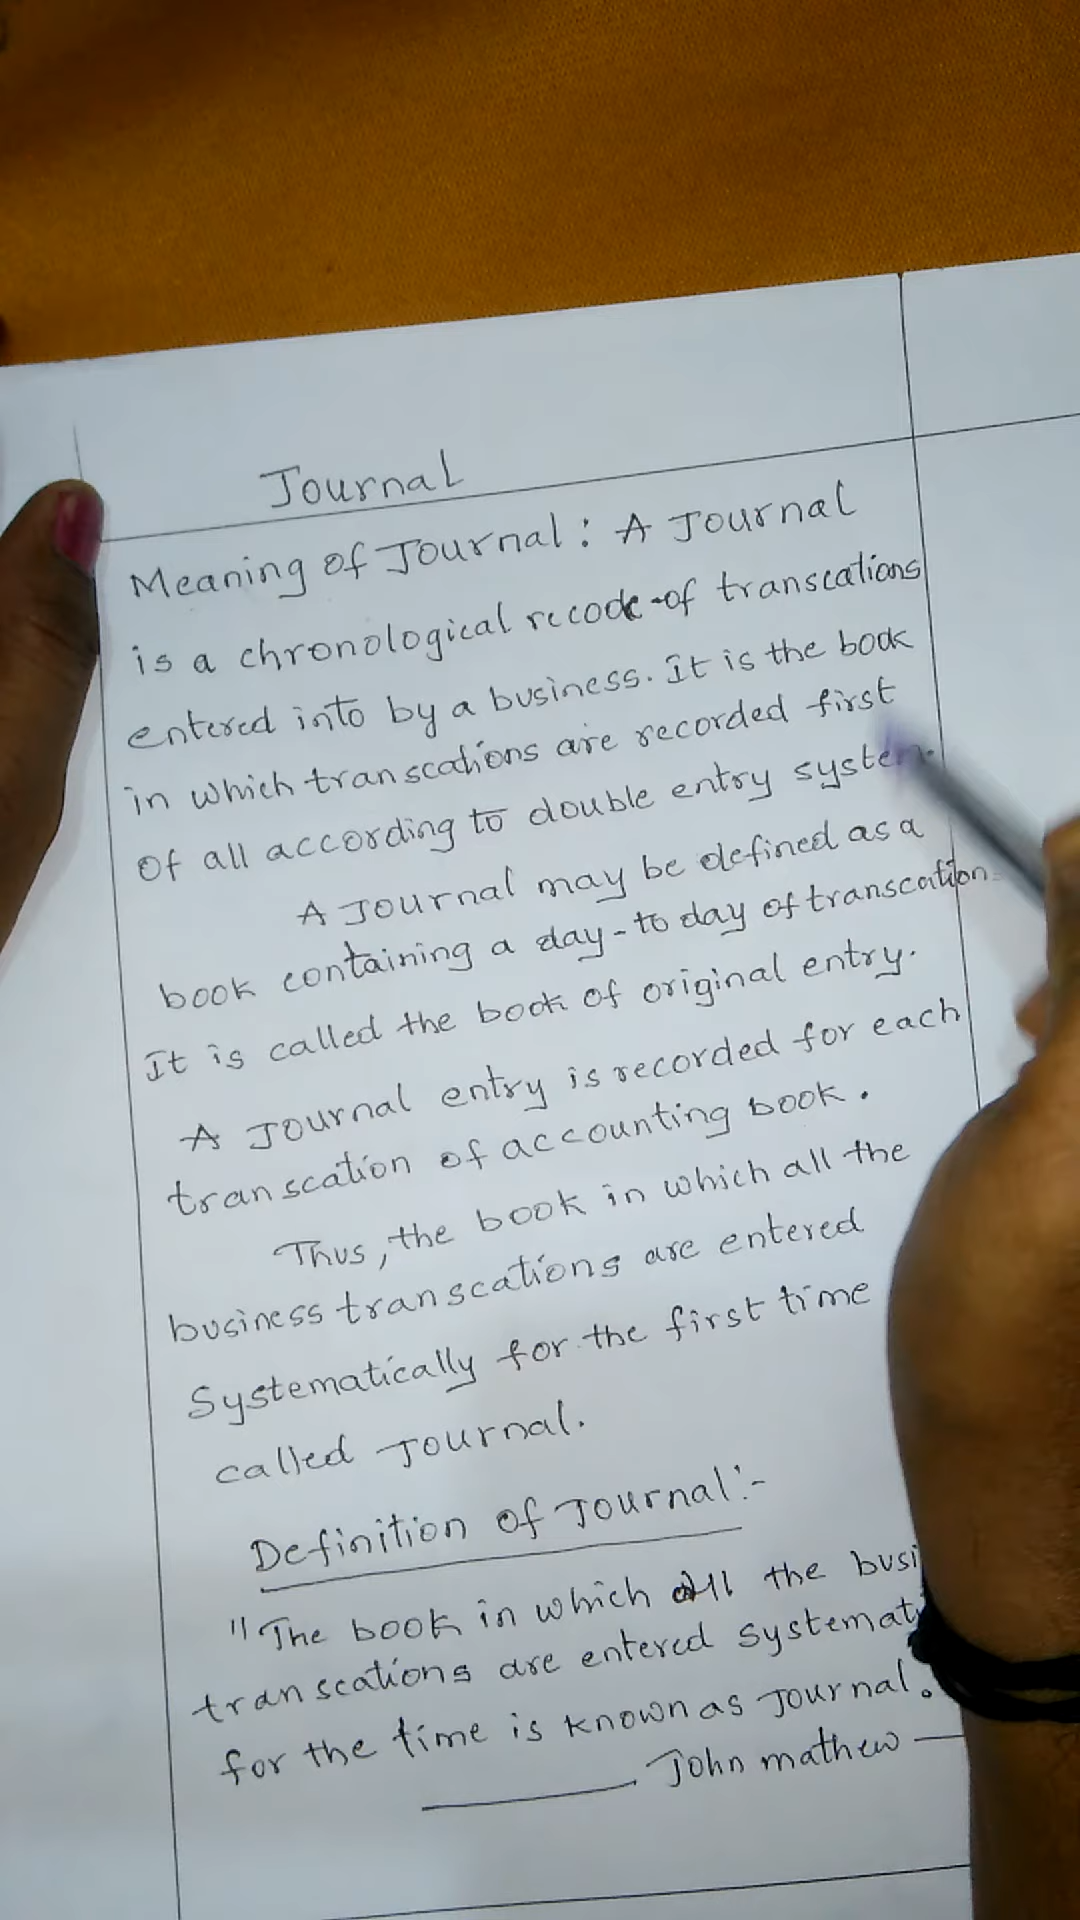 Journal
Meaning of Journal: A Journal
is a chronological recode of transcations
entered into by a business. It is the book
in which transcations are recorded first
of all according to double entry system.
A Journal may be defined as a
book containing a day-to day of transcation.
It is called the book of original entry.
A Journal entry is recorded for each
transcation of accounting book.
Thus, the book in which all the
business transcations are entered
Systematically for the first time
called Journal.
Definition of Journal:-
"The book in which all the busi
transcations are entered systemati
for the time is known as Journal.
John mathew